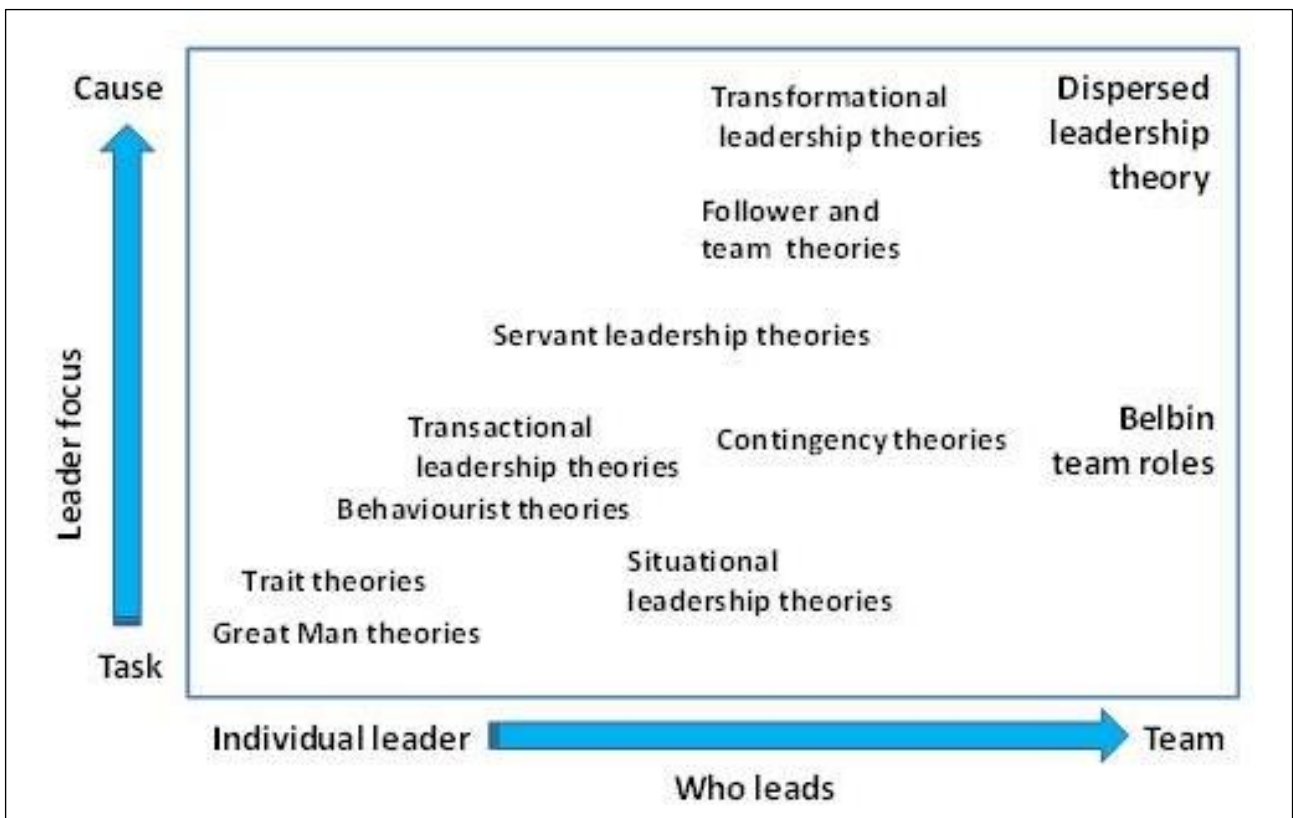 Cause
Transformational
leadership theories
Dispersed
leadership
theory
Follower and
team theories
Servant leadership theories
Leader focus
Transactional
leadership theories
Contingency theories
Belbin
team roles
Behaviourist theories
Trait theories
Situational
leadership theories
Great Man theories
Task
Individual leader
Team
Who leads